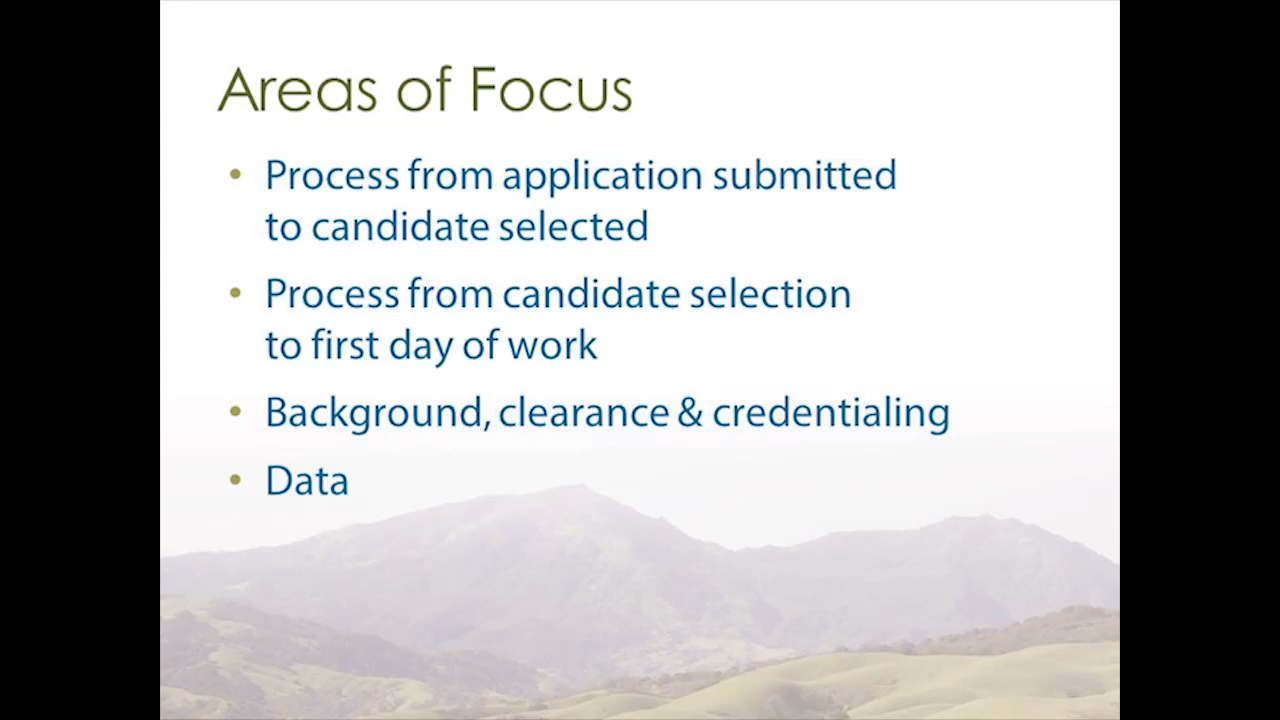 Areas of Focus
• Process from application submitted
to candidate selected
• Process from candidate selection
to first day of work
• Background, clearance & credentialing
• Data